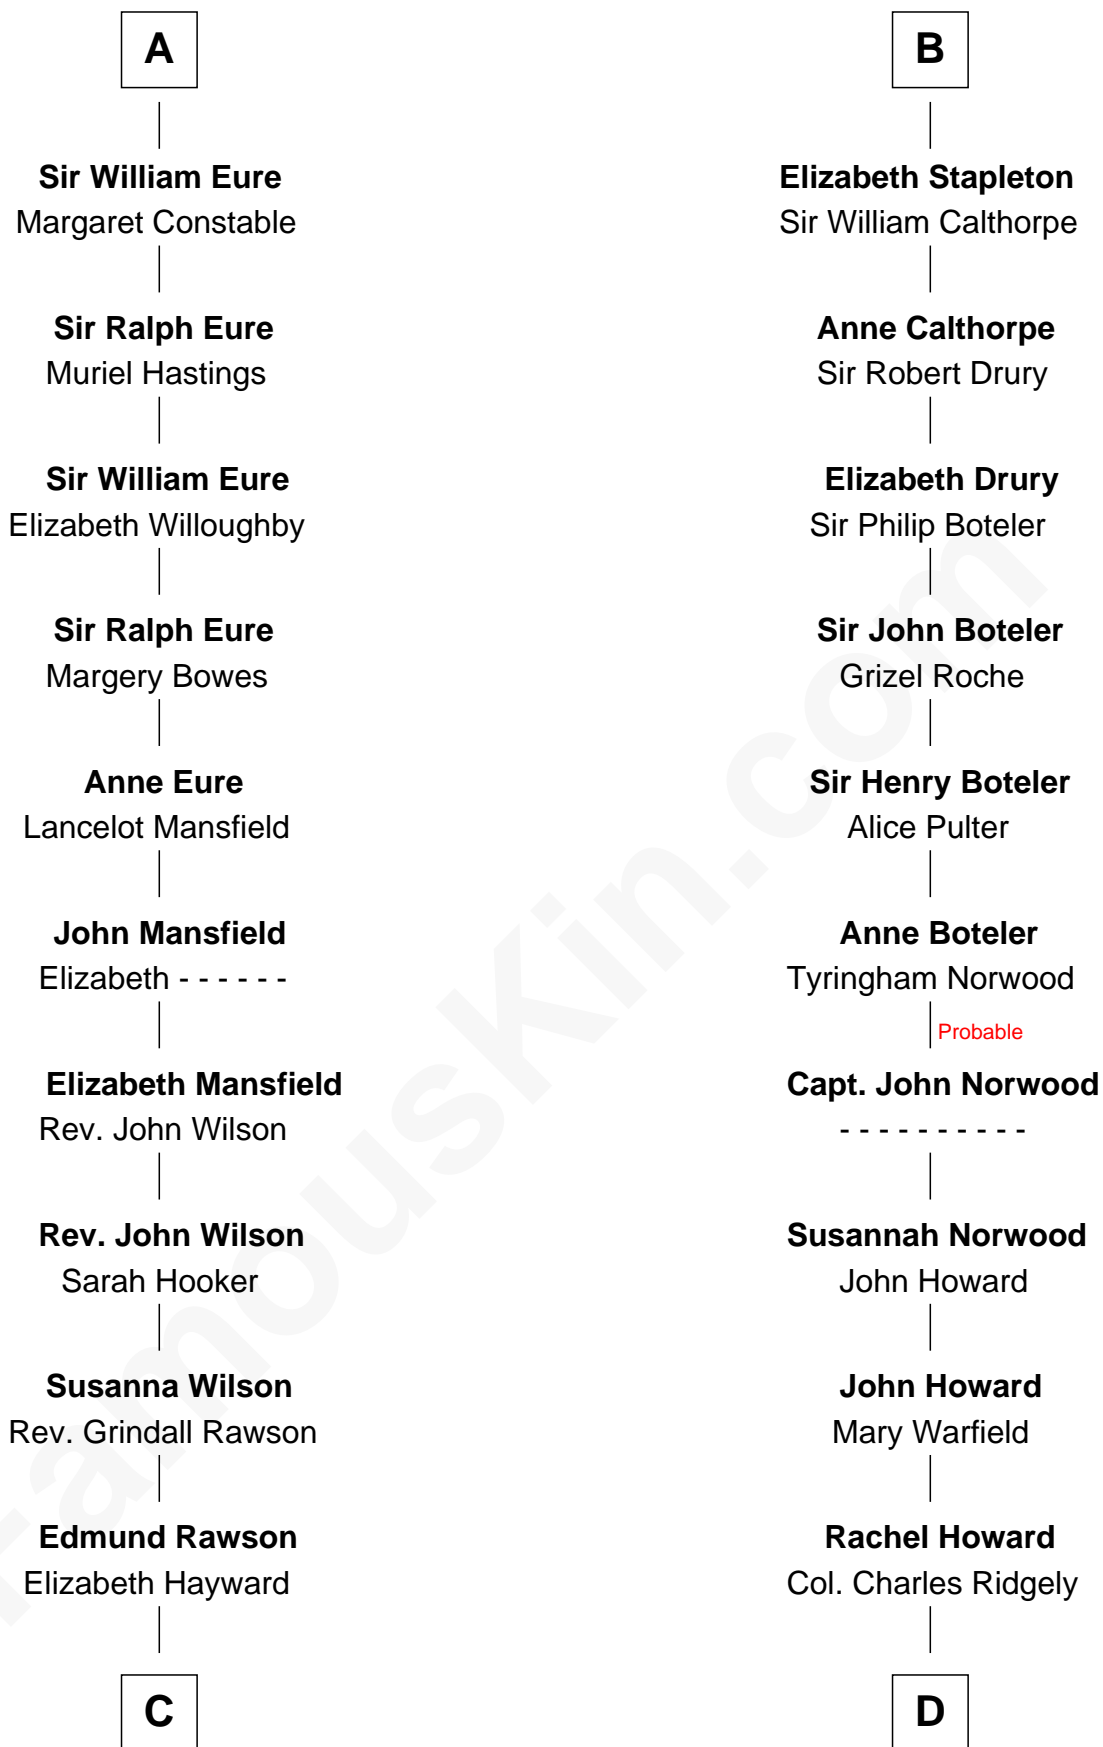 A
Sir William Eure
Margaret Constable
Sir Ralph Eure
Muriel Hastings
Sir William Eure
Elizabeth Willoughby
Sir Ralph Eure
Margery Bowes
Anne Eure
Lancelot Mansfield
John Mansfield
Elizabeth - - - - - -
Elizabeth Mansfield
Rev. John Wilson
Rev. John Wilson
Sarah Hooker
Susanna Wilson
Rev. Grindall Rawson
Edmund Rawson
Elizabeth Hayward
C
B
Elizabeth Stapleton
Sir William Calthorpe
Anne Calthorpe
Sir Robert Drury
Elizabeth Drury
Sir Philip Boteler
Sir John Boteler
Grizel Roche
Sir Henry Boteler
Alice Pulter
Anne Boteler
Tyringham Norwood
Probable
Capt. John Norwood
- - - - - - - - - -
Susannah Norwood
John Howard
John Howard
Mary Warfield
Rachel Howard
Col. Charles Ridgely
D
FamousKin.com